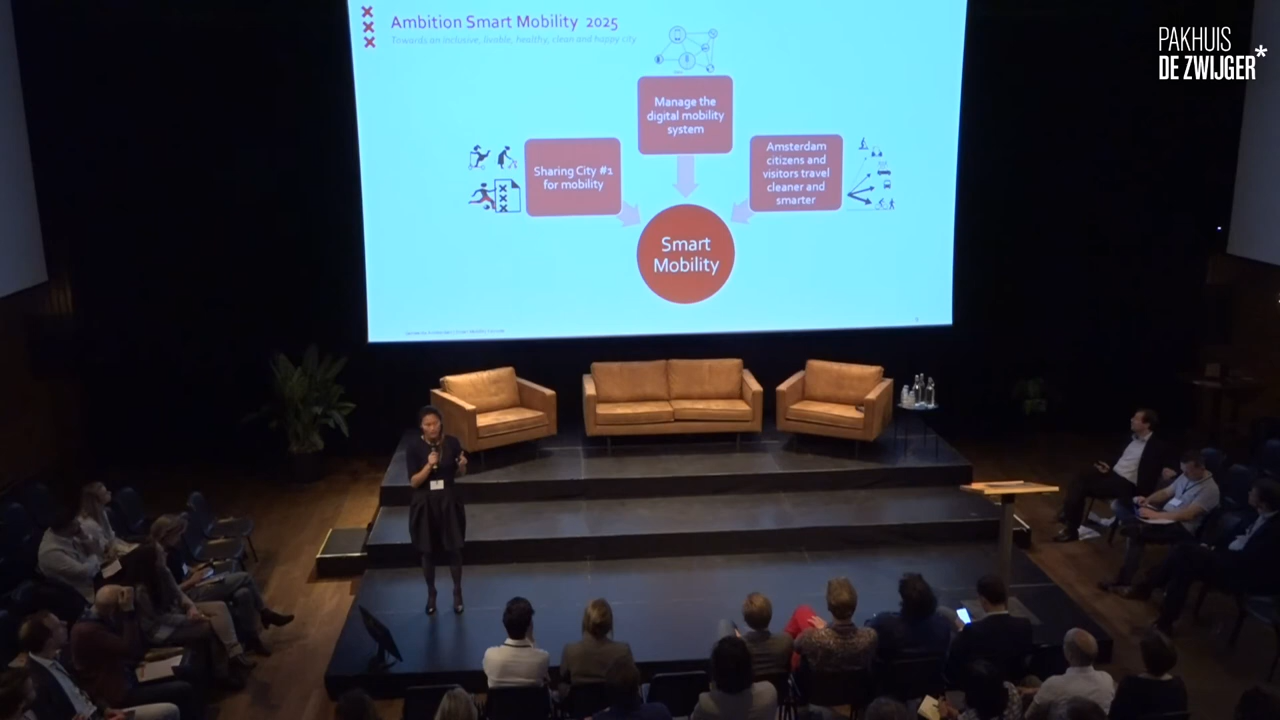 Ambition Smart Mobility 2025
Towards an inclusive, livable, healthy, clean and happy city
PAKHUIS
DE ZWIJGER*
Manage the
digital mobility
system
Sharing City #1
for mobility
Amsterdam
citizens and
visitors travel
cleaner and
smarter
Smart
Mobility